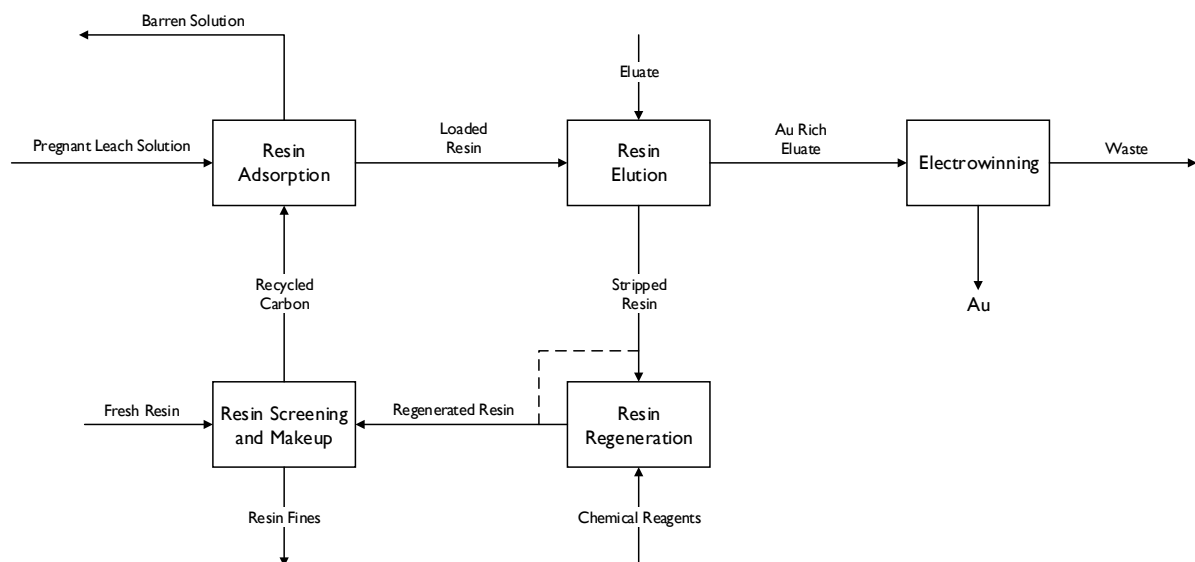 Barren Solution
Eluate
Pregnant Leach Solution
Resin
Adsorption
Loaded
Resin
Resin
Elution
Au Rich
Eluate
Electrowinning
Waste
Recycled
Carbon
Stripped
Resin
Au
Fresh Resin
Resin Screening
and Makeup
Regenerated Resin
Resin
Regeneration
Resin Fines
Chemical Reagents